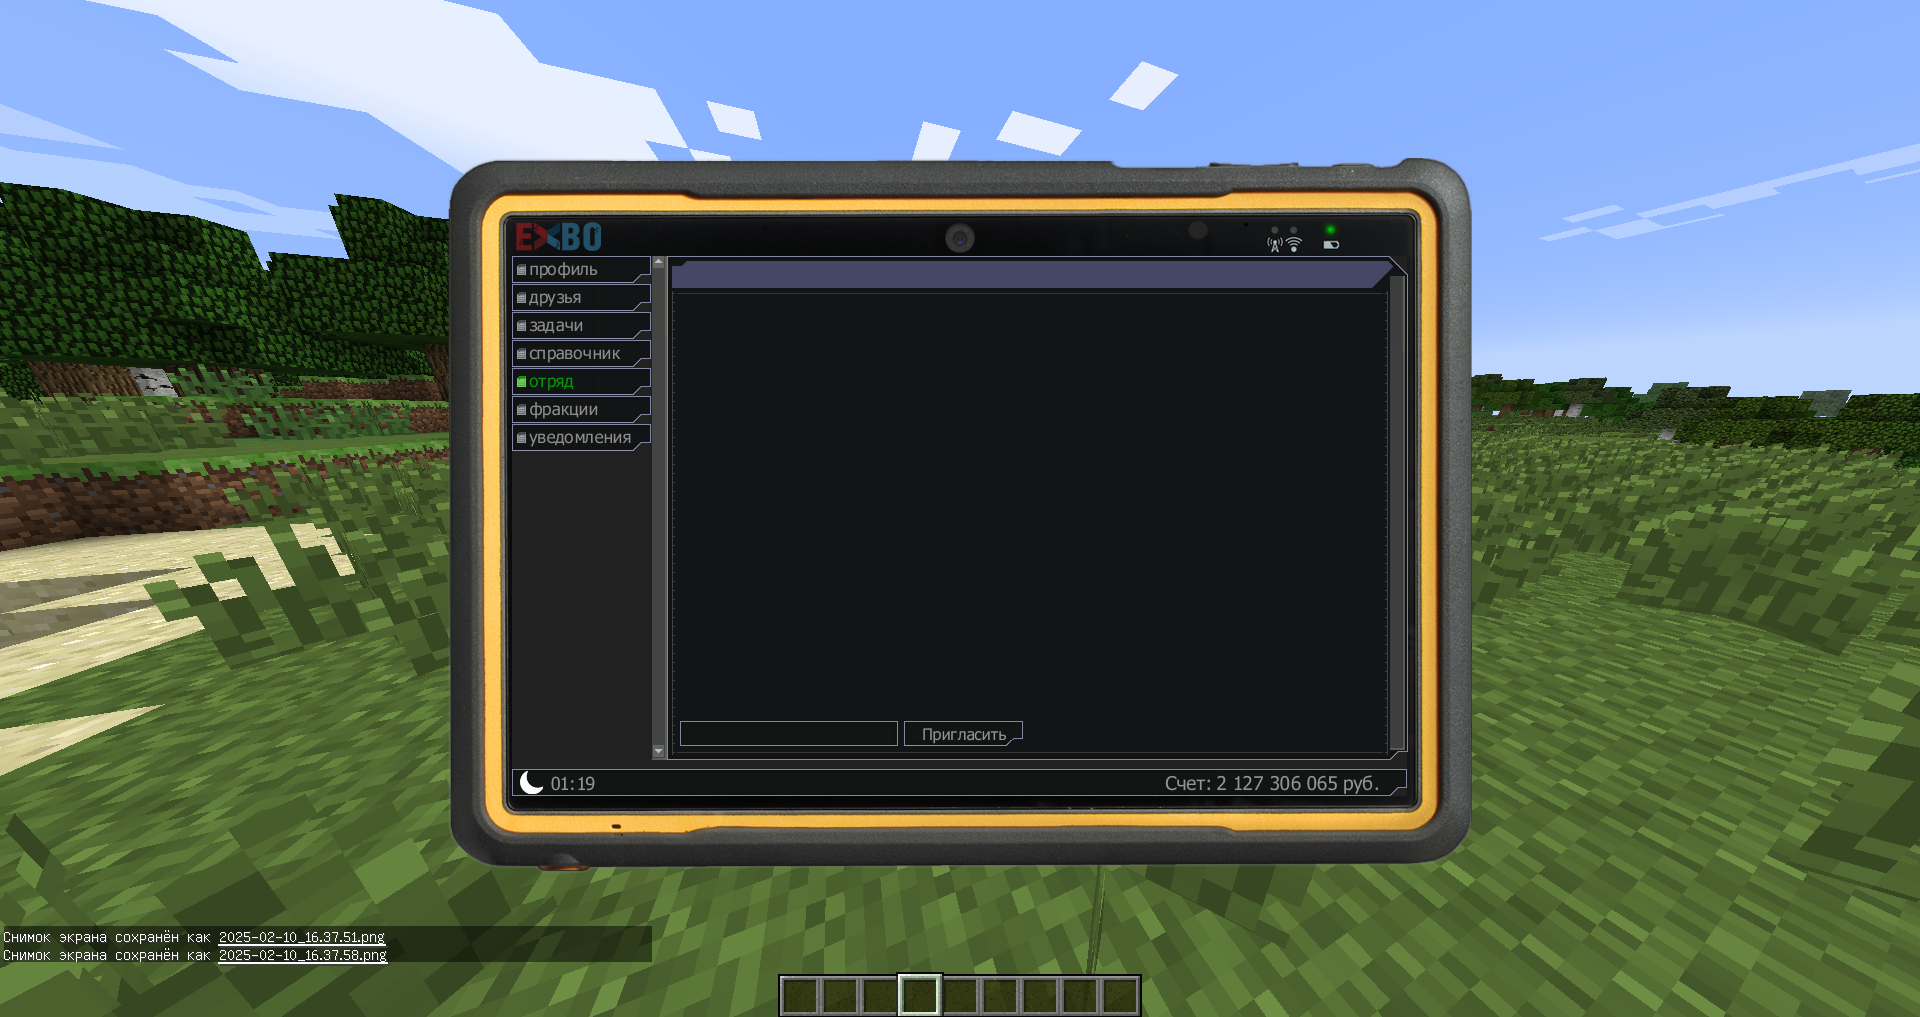 EXBO
профиль
друзья
задачи
справочник
отряд
фракции
уведомления
Пригласить
01:19
Счет: 2 127 306 065 руб.
Снимок экрана сохранён как 2025-02-10_16.37.51.png
Снимок экрана сохранён как 2025-02-10_16.37.58.png